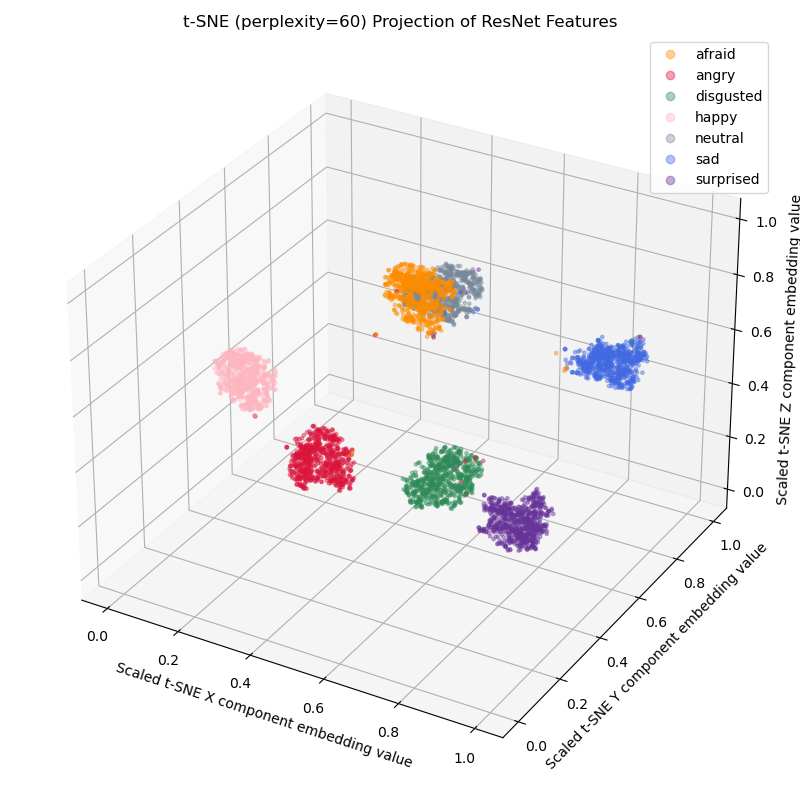 t-SNE (perplexity=60) Projection of ResNet Features
afraid
angry
disgusted
happy
neutral
sad
surprised
1.0
0.8
0.6
0.4
0.2
0.0
Scaled t-SNE Z component embedding value
0.0
0.2
0.4
0.6
0.8
1.0
Scaled t-SNE X component embedding value
0.0
0.2
0.4
0.6
0.8
1.0
Scaled t-SNE Y component embedding value